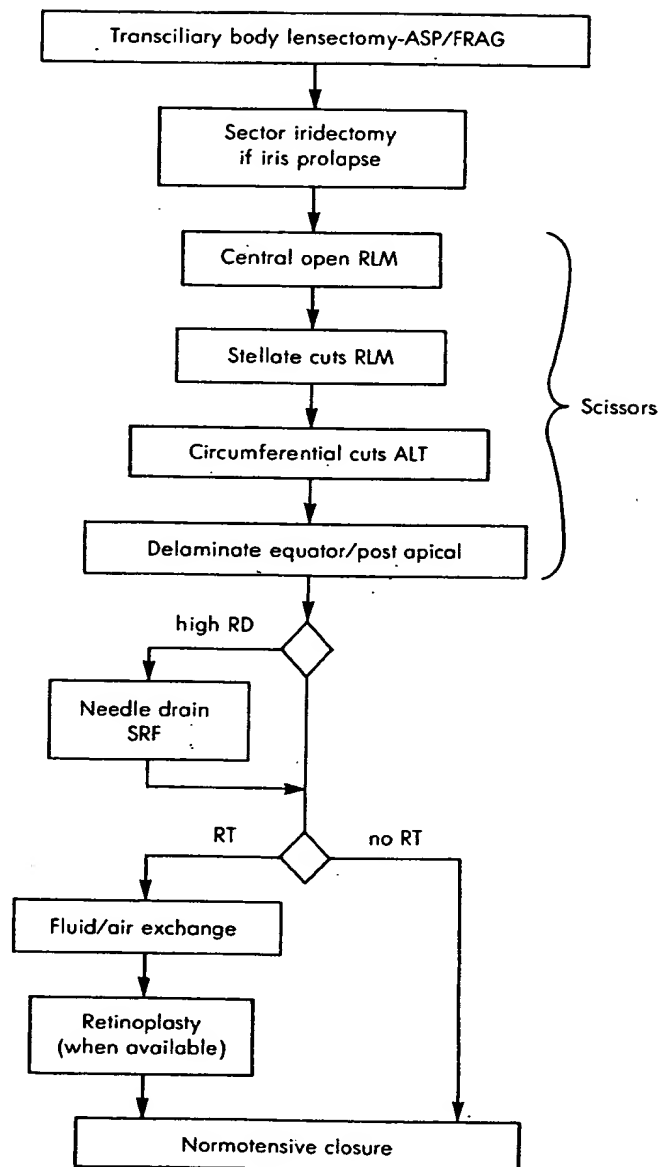 Transciliary body lensectomy-ASP/FRAG
Sector iridectomy
if iris prolapse
Central open RLM
Stellate cuts RLM
Scissors
Circumferential cuts ALT
Delaminate equator/post apical
high RD
Needle drain
SRF
RT
no RT
Fluid/air exchange
Retinoplasty
(when available)
Normotensive closure